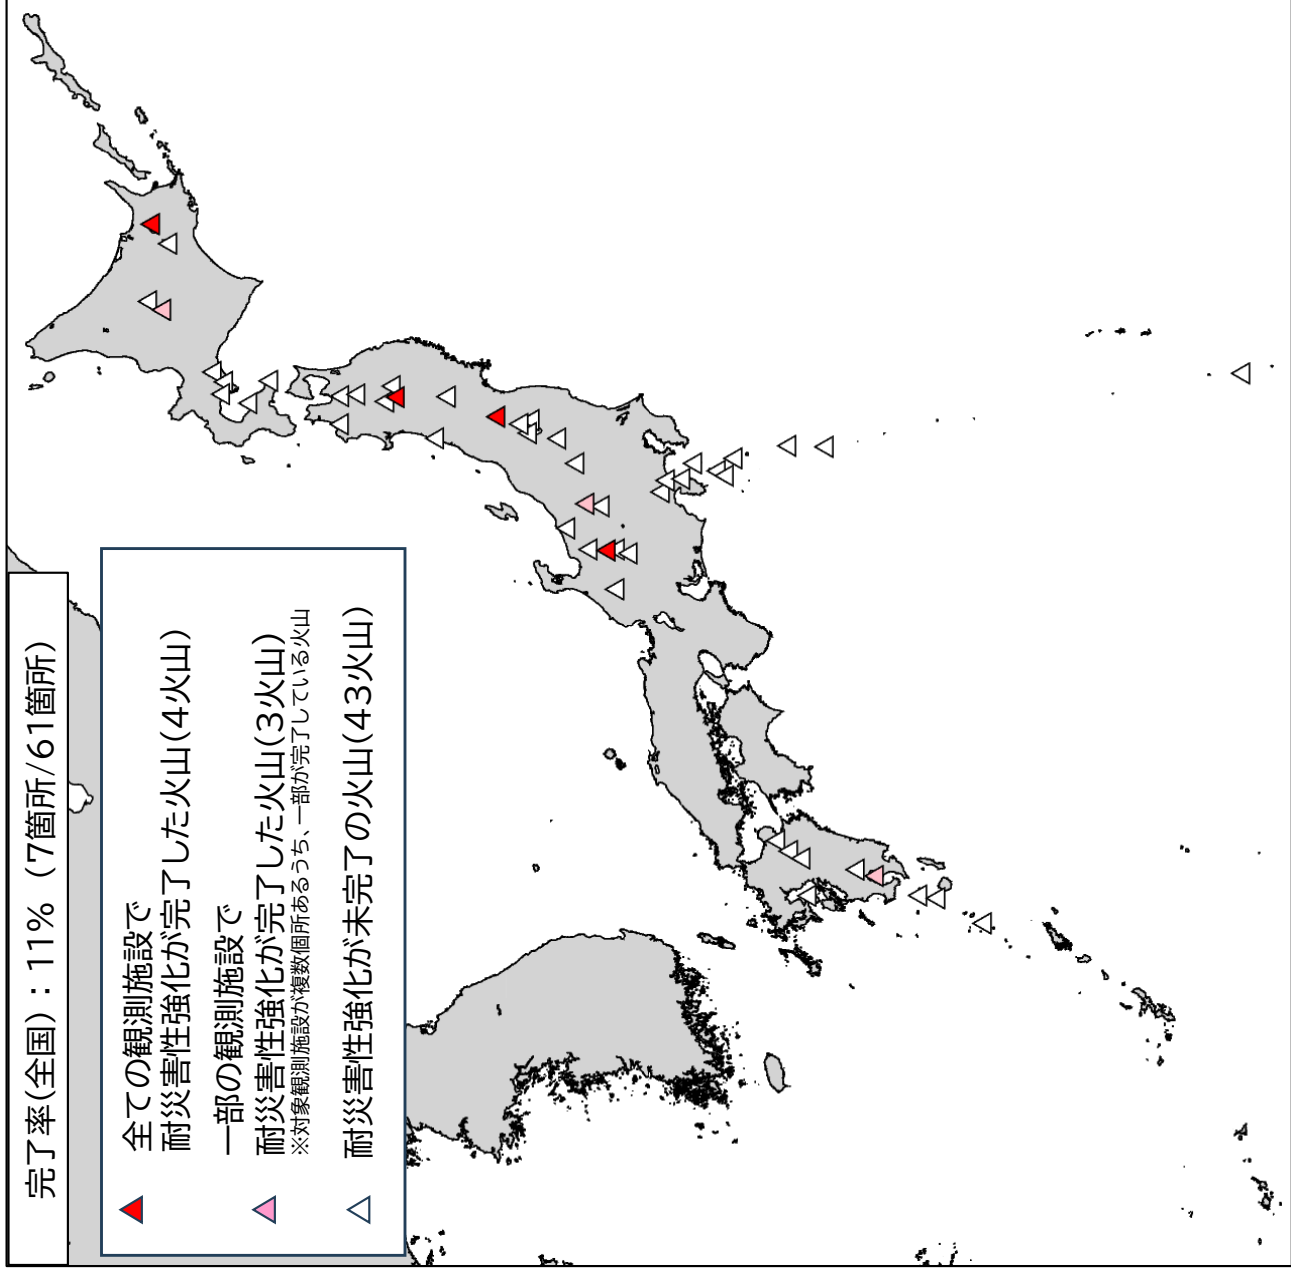 完了率(全国)：11% (7箇所/61箇所)
全ての観測施設で
耐災害性強化が完了した火山(4火山)
一部の観測施設で
耐災害性強化が完了した火山(3火山)
※対象観測施設が複数個所あるうち、一部が完了している火山
耐災害性強化が未完了の火山(43火山)